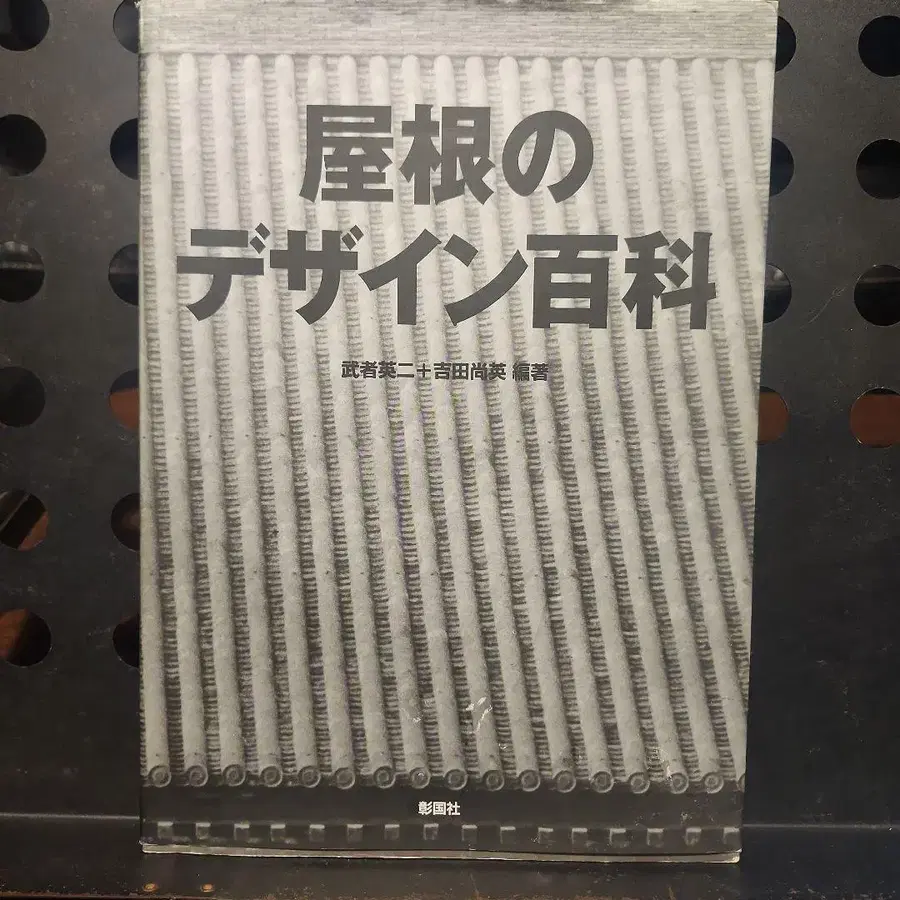 屋根の
デザイン百科
武者英二＋吉田尚英 編著
彰国社